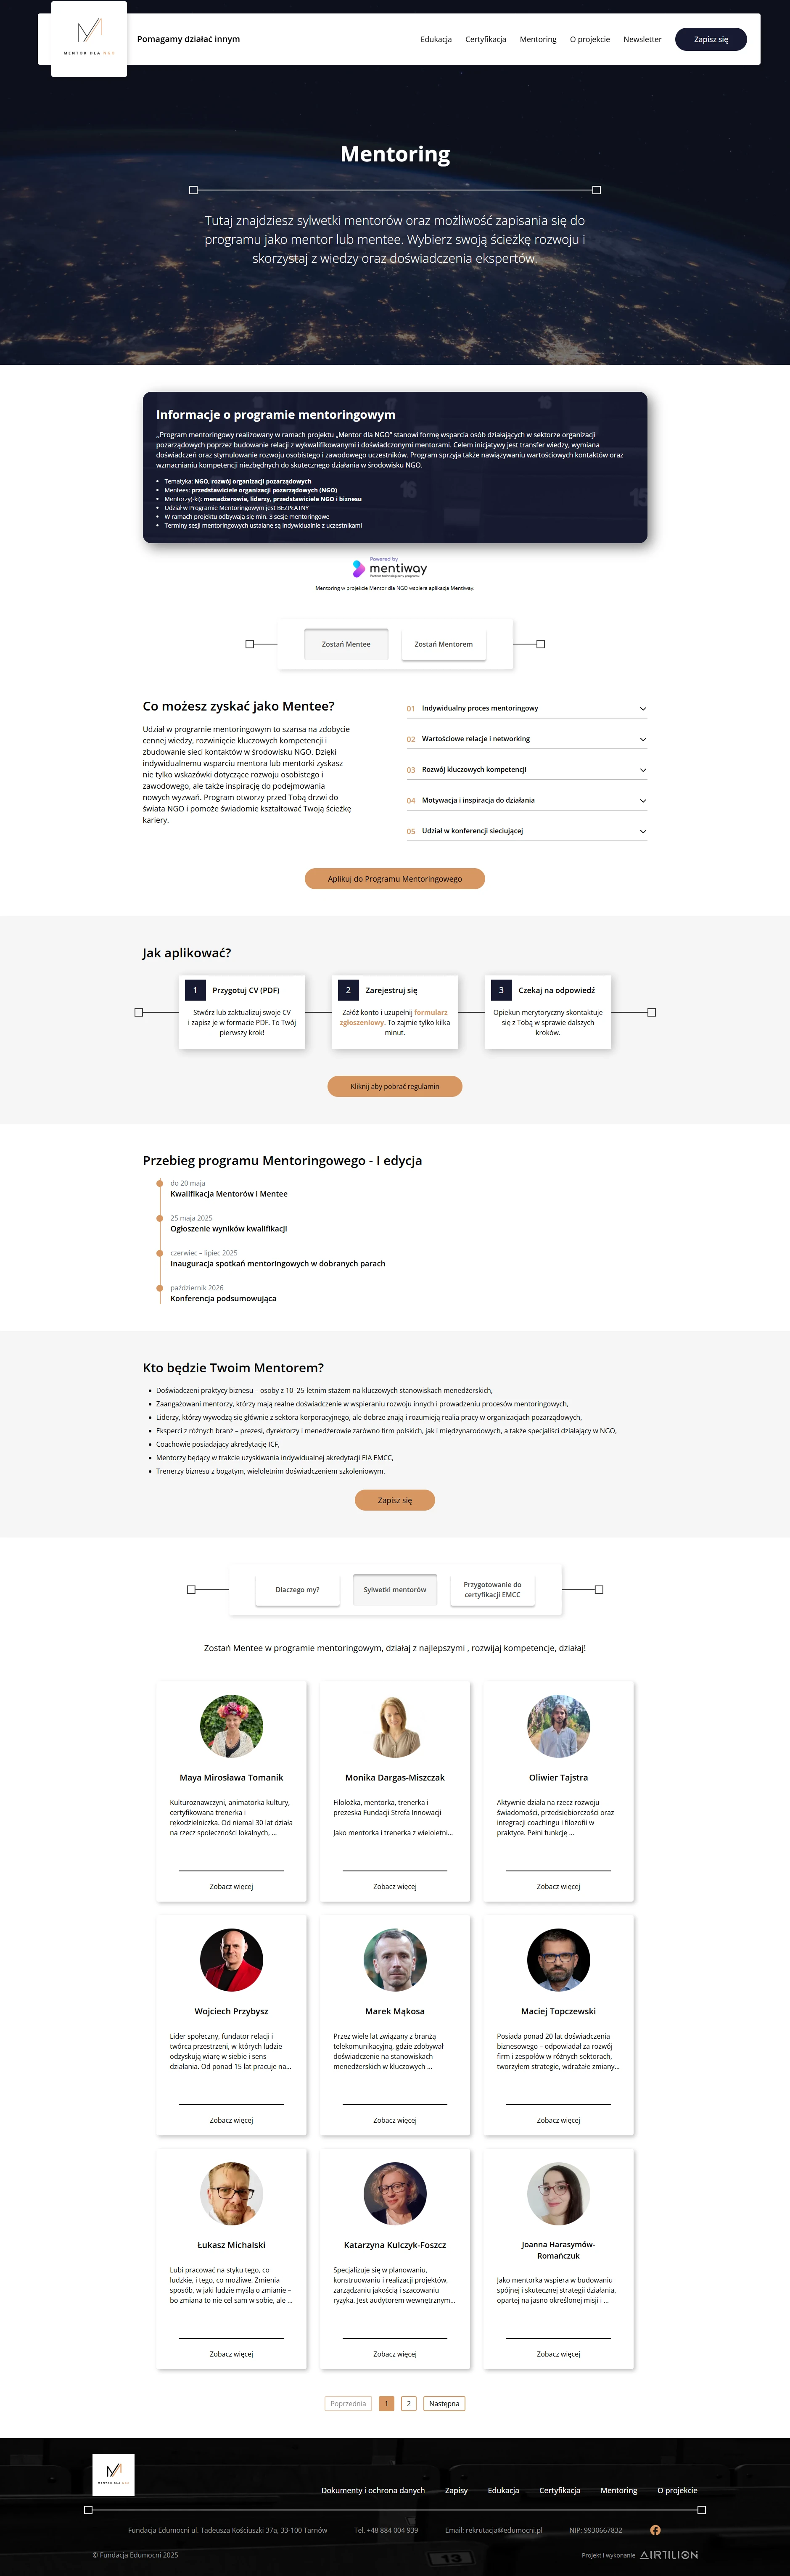 MENTOR DLA NGO
Pomagamy działać innym
Edukacja
Certyfikacja
Mentoring
O projekcie
Newsletter
Zapisz się
Mentoring
Tutaj znajdziesz sylwetki mentorów oraz możliwość zapisania się do
programu jako mentor lub mentee. Wybierz swoją ścieżkę rozwoju i
skorzystaj z wiedzy oraz doświadczenia ekspertów.
Informacje o programie mentoringowym
„Program mentoringowy realizowany w ramach projektu „Mentor dla NGO” stanowi formę wsparcia osób działających w sektorze organizacji
pozarządowych poprzez budowanie relacji z wykwalifikowanymi i doświadczonymi mentorami. Celem inicjatywy jest transfer wiedzy, wymiana
doświadczeń oraz stymulowanie rozwoju osobistego i zawodowego uczestników. Program sprzyja także nawiązywaniu wartościowych kontaktów oraz
wzmacnianiu kompetencji niezbędnych do skutecznego działania w środowisku NGO.
Tematyka: NGO, rozwój organizacji pozarządowych
Mentees: przedstawiciele organizacji pozarządowych (NGO)
Mentorzy(-ki): menadżerowie, liderzy, przedstawiciele NGO i biznesu
Udział w Programie Mentoringowym jest BEZPŁATNY
W ramach projektu odbywają się min. 3 sesje mentoringowe
Terminy sesji mentoringowych ustalane są indywidualnie z uczestnikami
Powered by
mentiway
Partner technologiczny programu
Mentoring w projekcie Mentor dla NGO wspiera aplikacja Mentiway.
Zostań Mentee
Zostań Mentorem
Co możesz zyskać jako Mentee?
Udział w programie mentoringowym to szansa na zdobycie
cennej wiedzy, rozwinięcie kluczowych kompetencji i
zbudowanie sieci kontaktów w środowisku NGO. Dzięki
indywidualnemu wsparciu mentora lub mentorki zyskasz
nie tylko wskazówki dotyczące rozwoju osobistego i
zawodowego, ale także inspirację do podejmowania
nowych wyzwań. Program otworzy przed Tobą drzwi do
świata NGO i pomoże świadomie kształtować Twoją ścieżkę
kariery.
01 Indywidualny proces mentoringowy
02 Wartościowe relacje i networking
03 Rozwój kluczowych kompetencji
04 Motywacja i inspiracja do działania
05 Udział w konferencji sieciującej
Aplikuj do Programu Mentoringowego
Jak aplikować?
1 Przygotuj CV (PDF)
Stwórz lub zaktualizuj swoje CV
i zapisz je w formacie PDF. To Twój
pierwszy krok!
2 Zarejestruj się
Załóż konto i uzupełnij formularz
zgłoszeniowy. To zajmie tylko kilka
minut.
3 Czekaj na odpowiedź
Opiekun merytoryczny skontaktuje
się z Tobą w sprawie dalszych
kroków.
Kliknij aby pobrać regulamin
Przebieg programu Mentoringowego - I edycja
do 20 maja
Kwalifikacja Mentorów i Mentee
25 maja 2025
Ogłoszenie wyników kwalifikacji
czerwiec – lipiec 2025
Inauguracja spotkań mentoringowych w dobranych parach
październik 2026
Konferencja podsumowująca
Kto będzie Twoim Mentorem?
Doświadczeni praktycy biznesu – osoby z 10–25-letnim stażem na kluczowych stanowiskach menedżerskich,
Zaangażowani mentorzy, którzy mają realne doświadczenie w wspieraniu rozwoju innych i prowadzeniu procesów mentoringowych,
Liderzy, którzy wywodzą się głównie z sektora korporacyjnego, ale dobrze znają i rozumieją realia pracy w organizacjach pozarządowych,
Eksperci z różnych branż – prezesi, dyrektorzy i menedżerowie zarówno firm polskich, jak i międzynarodowych, a także specjaliści działający w NGO,
Coachowie posiadający akredytację ICF,
Mentorzy będący w trakcie uzyskiwania indywidualnej akredytacji EIA EMCC,
Trenerzy biznesu z bogatym, wieloletnim doświadczeniem szkoleniowym.
Zapisz się
Dlaczego my?
Sylwetki mentorów
Przygotowanie do
certyfikacji EMCC
Zostań Mentee w programie mentoringowym, działaj z najlepszymi , rozwijaj kompetencje, działaj!
Maya Mirosława Tomanik
Kulturoznawczyni, animatorka kultury,
certyfikowana trenerka i
rękodzielniczka. Od niemal 30 lat działa
na rzecz społeczności lokalnych, ...
Zobacz więcej
Monika Dargas-Miszczak
Filolożka, mentorka, trenerka i
prezeska Fundacji Strefa Innowacji
Jako mentorka i trenerka z wieloletni...
Zobacz więcej
Oliwier Tajstra
Aktywnie działa na rzecz rozwoju
świadomości, przedsiębiorczości oraz
integracji coachingu i filozofii w
praktyce. Pełni funkcję ...
Zobacz więcej
Wojciech Przybysz
Lider społeczny, fundator relacji i
twórca przestrzeni, w których ludzie
odzyskują wiarę w siebie i sens
działania. Od ponad 15 lat pracuje na...
Zobacz więcej
Marek Mąkosa
Przez wiele lat związany z branżą
telekomunikacyjną, gdzie zdobywał
doświadczenie na stanowiskach
menedżerskich w kluczowych ...
Zobacz więcej
Maciej Topczewski
Posiada ponad 20 lat doświadczenia
biznesowego – odpowiadał za rozwój
firm i zespołów w różnych sektorach,
tworzyłem strategie, wdrażałe zmiany...
Zobacz więcej
Łukasz Michalski
Lubi pracować na styku tego, co
ludzkie, i tego, co możliwe. Zmienia
sposób, w jaki ludzie myślą o zmianie –
bo zmiana to nie cel sam w sobie, ale ...
Zobacz więcej
Katarzyna Kulczyk-Foszcz
Specjalizuje się w planowaniu,
konstruowaniu i realizacji projektów,
zarządzaniu jakością i szacowaniu
ryzyka. Jest audytorem wewnętrznym...
Zobacz więcej
Joanna Harasymów-
Romańczuk
Jako mentorka wspiera w budowaniu
spójnej i skutecznej strategii działania,
opartej na jasno określonej misji i ...
Zobacz więcej
Poprzednia
1
2
Następna
MENTOR DLA NGO
Dokumenty i ochrona danych
Zapisy
Edukacja
Certyfikacja
Mentoring
O projekcie
Fundacja Edumocni ul. Tadeusza Kościuszki 37a, 33-100 Tarnów
Tel. +48 884 004 939
Email: rekrutacja@edumocni.pl
NIP: 9930667832
© Fundacja Edumocni 2025
Projekt i wykonanie AIRTILION
13